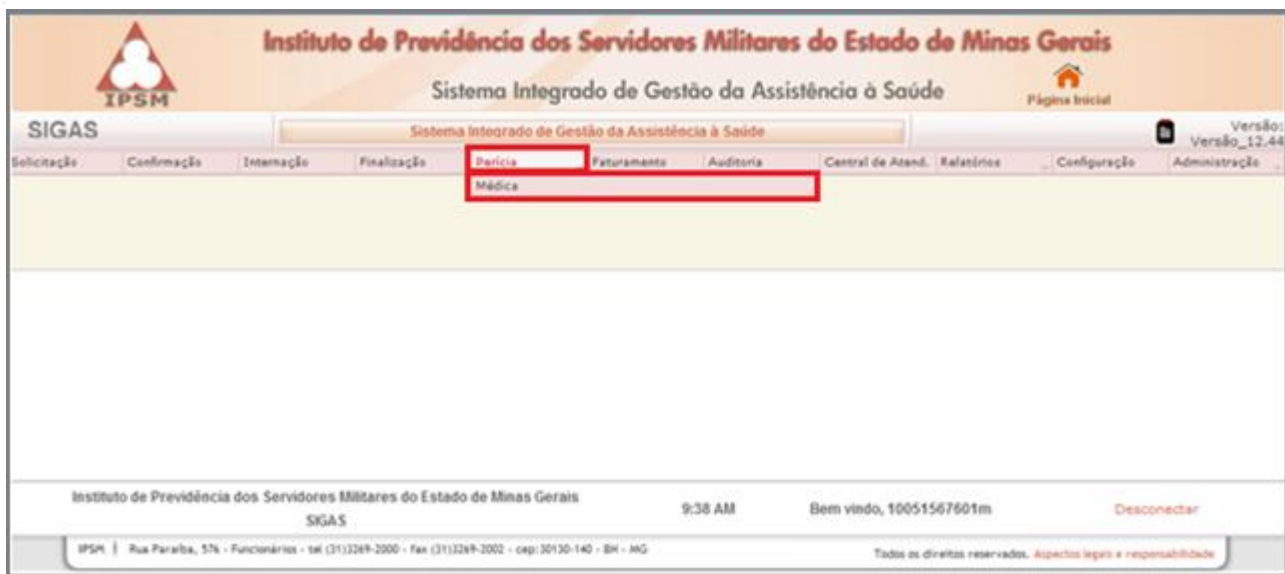 Instituto de Previdência dos Servidores Militares do Estado de Minas Gerais
IPSM
Sistema Integrado de Gestão da Assistência à Saúde
Página Inicial
SIGAS
Sistema Integrado de Gestão da Assistência à Saúde
Versão:
Versão_12.44
Solicitação Confirmação Internação Finalização Perícia Faturamento Auditoria Central de Atend. Relatórios Configuração Administração
Médica
Instituto de Previdência dos Servidores Militares do Estado de Minas Gerais
SIGAS
9:38 AM
Bem vindo, 10051567601m
Desconectar
IPSM | Rua Paraíba, 576 - Funcionários - tel (31)3269-2000 - fax (31)3269-2002 - cep: 30130-140 - BH - MG
Todos os direitos reservados. Aspectos legais e responsabilidade